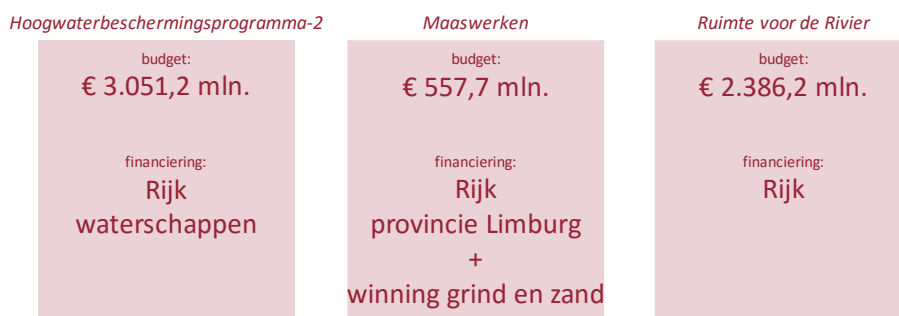 Hoogwaterbeschermingsprogramma-2
budget:
€ 3.051,2 mln.
financiering:
Rijk
waterschappen
Maaswerken
budget:
€ 557,7 mln.
financiering:
Rijk
provincie Limburg
+
winning grind en zand
Ruimte voor de Rivier
budget:
€ 2.386,2 mln.
financiering:
Rijk